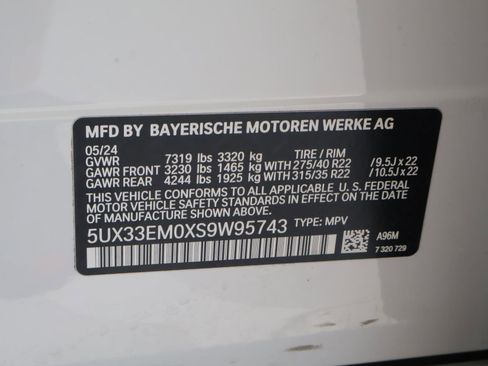 MFD BY BAYERISCHE MOTOREN WERKE AG
05/24
GVWR 7319 lbs 3320 kg TIRE / RIM
GAWR FRONT 3230 lbs 1465 kg WITH 275/40 R22 /9.5J x 22
GAWR REAR 4244 lbs 1925 kg WITH 315/35 R22 /10.5J x 22
THIS VEHICLE CONFORMS TO ALL APPLICABLE U. S. FEDERAL
MOTOR VEHICLE SAFETY STANDARDS IN EFFECT ON THE DATE OF
MANUFACTURE SHOWN ABOVE.
5UX33EM0XS9W95743 TYPE: MPV
A96M
7 320 729